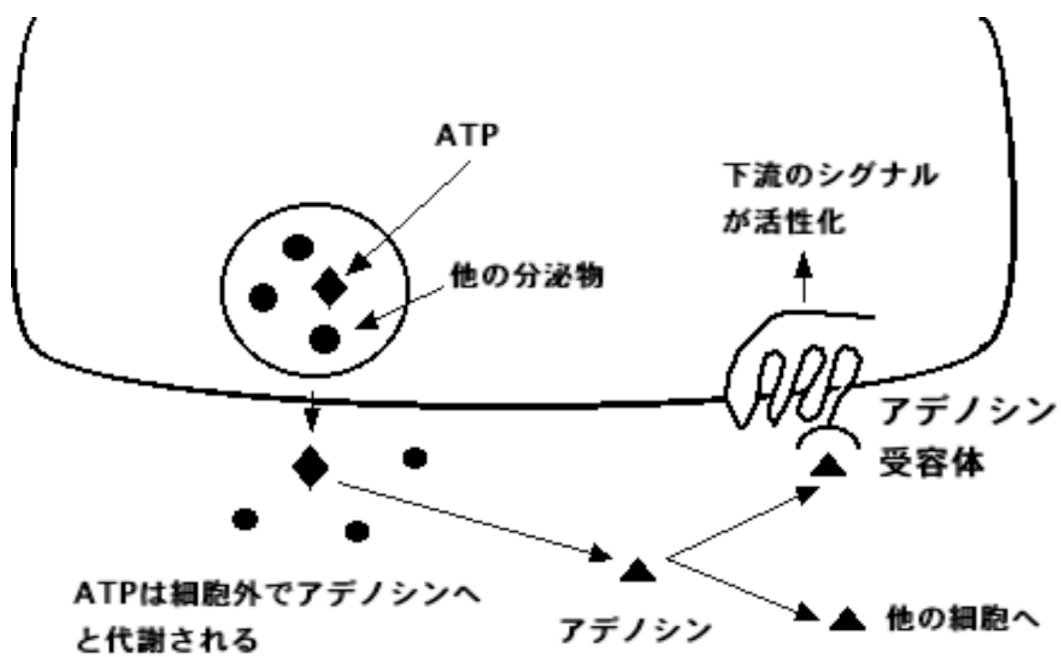 ATP
下流のシグナル
が活性化
他の分泌物
アデノシン
受容体
ATPは細胞外でアデノシンへ
と代謝される
アデノシン
他の細胞へ